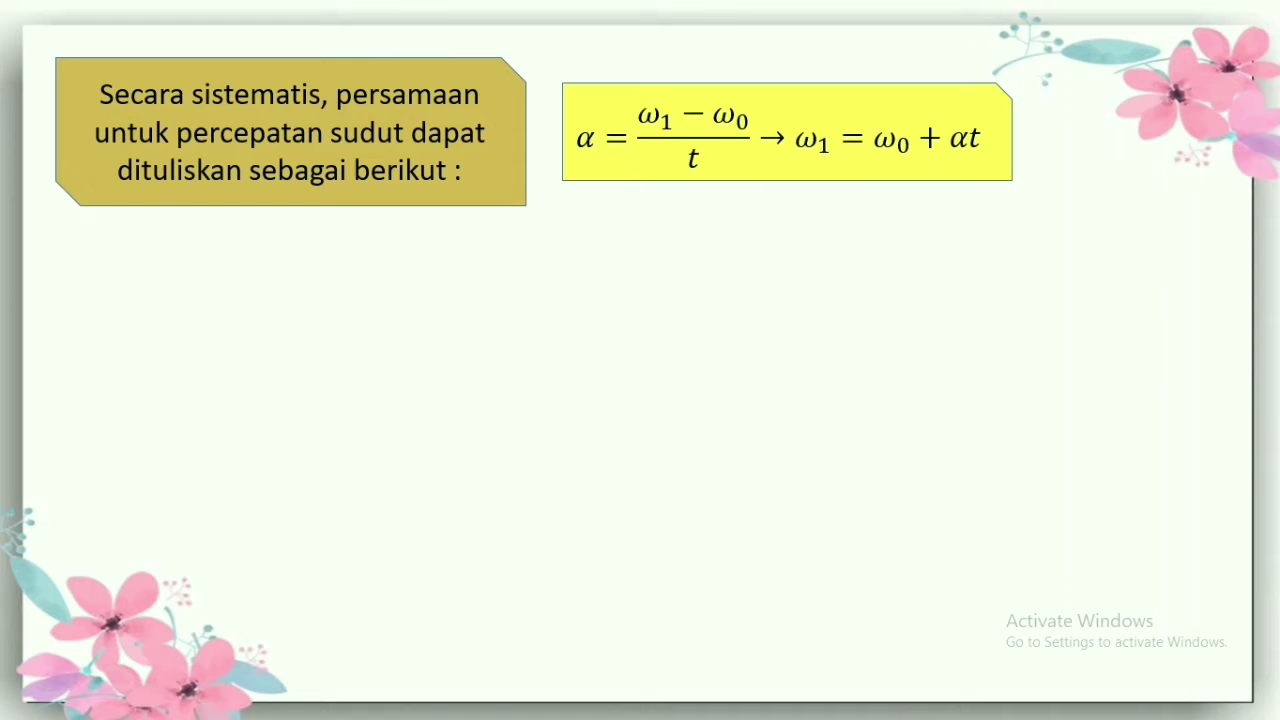 Secara sistematis, persamaan
untuk percepatan sudut dapat
dituliskan sebagai berikut :
α = (ω₁ − ω₀)/t → ω₁ = ω₀ + αt
Activate Windows
Go to Settings to activate Windows.